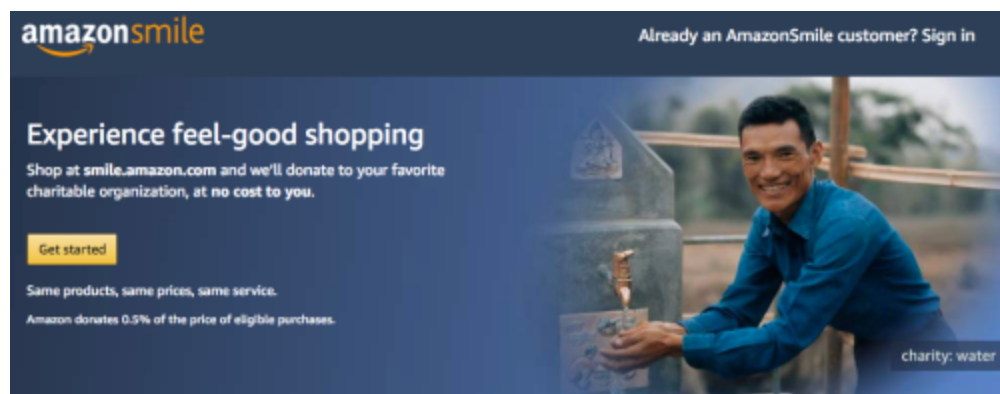 amazonsmile
Already an AmazonSmile customer? Sign in
Experience feel-good shopping
Shop at smile.amazon.com and we'll donate to your favorite
charitable organization, at no cost to you.
Get started
Same products, same prices, same service.
Amazon donates 0.5% of the price of eligible purchases.
charity: water